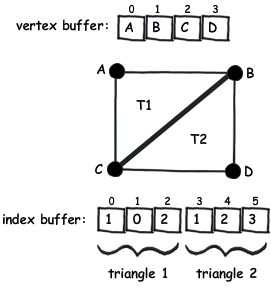 0 1 2 3
vertex buffer: A B C D
A B
T1
T2
C D
0 1 2 3 4 5
index buffer: 1 0 2 1 2 3
triangle 1 triangle 2